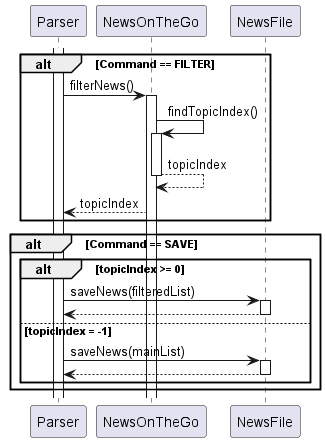 Parser NewsOnTheGo NewsFile
alt [Command == FILTER]
filterNews()
findTopicIndex()
topicIndex
topicIndex
alt [Command == SAVE]
alt [topicIndex >= 0]
saveNews(filteredList)
[topicIndex = -1]
saveNews(mainList)
Parser NewsOnTheGo NewsFile